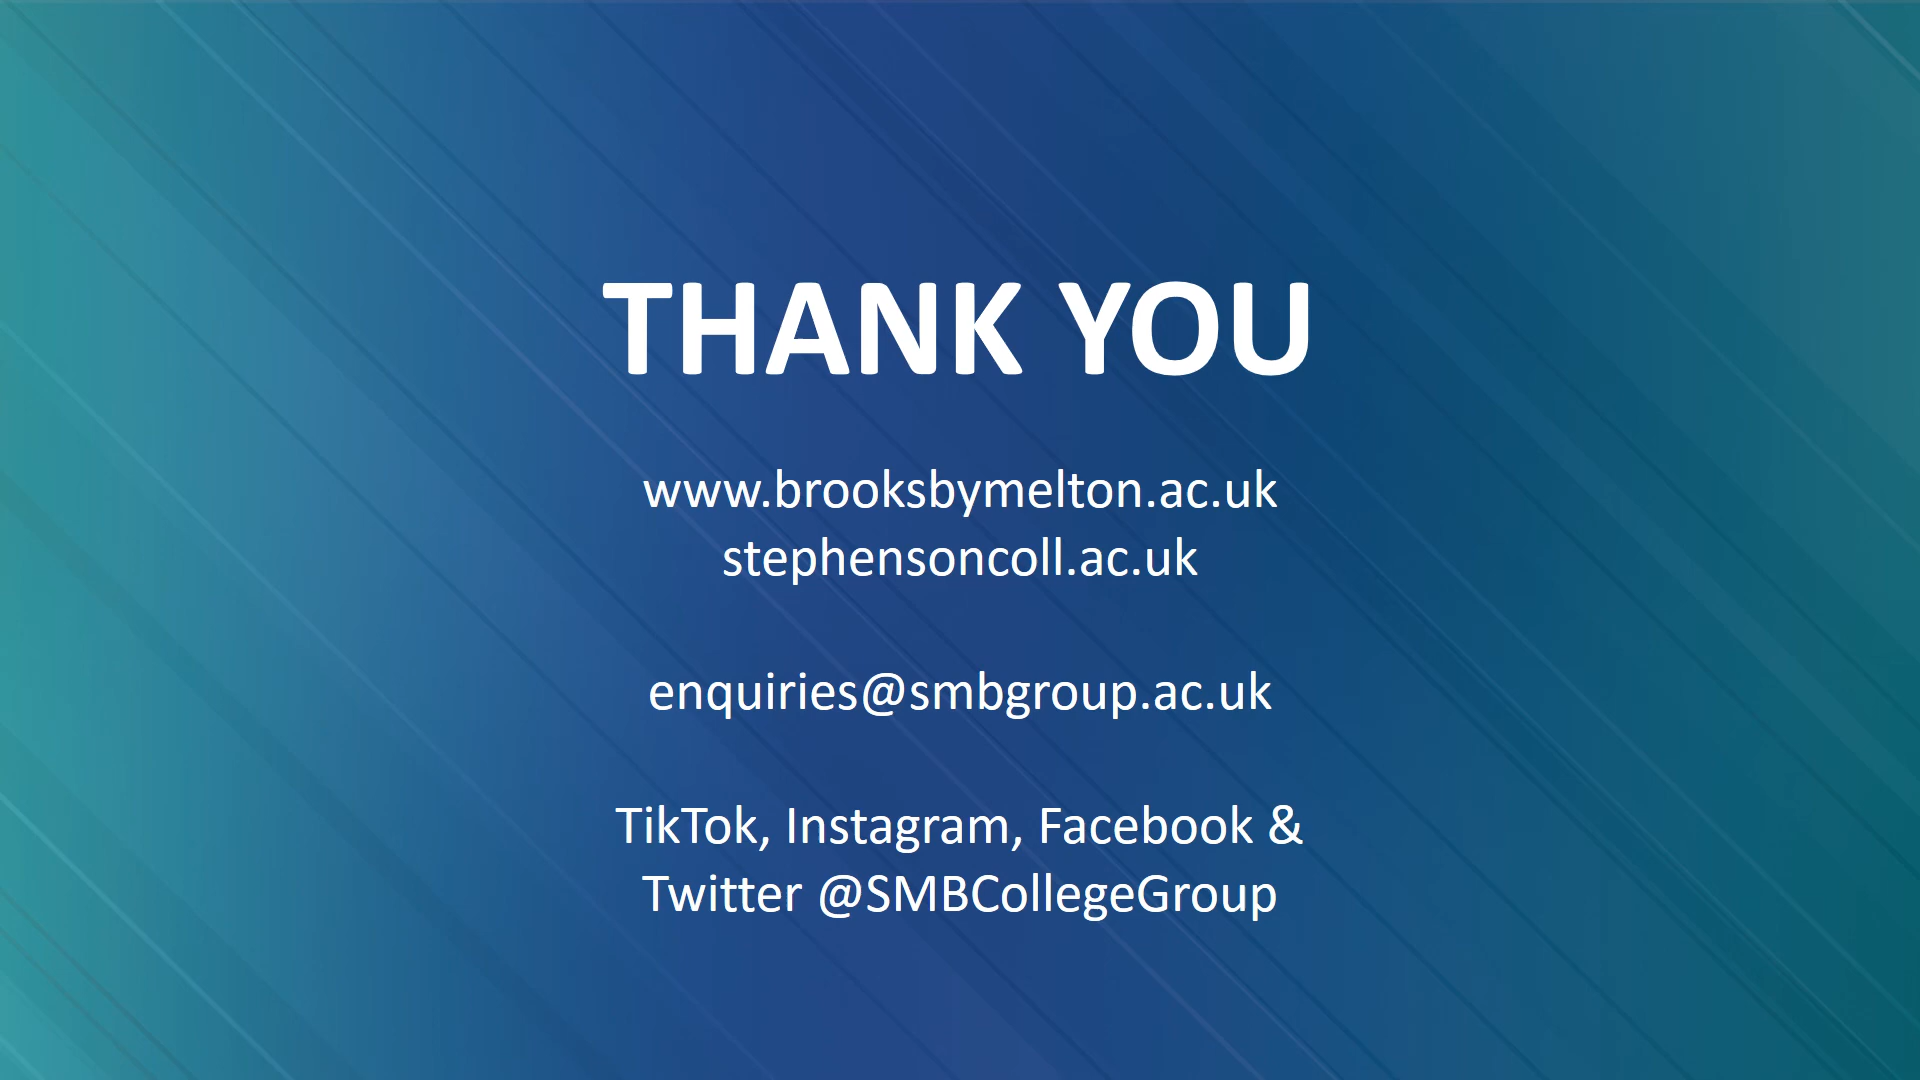 THANK YOU
www.brooksbymelton.ac.uk
stephensoncoll.ac.uk
enquiries@smbgroup.ac.uk
TikTok, Instagram, Facebook &
Twitter @SMBCollegeGroup